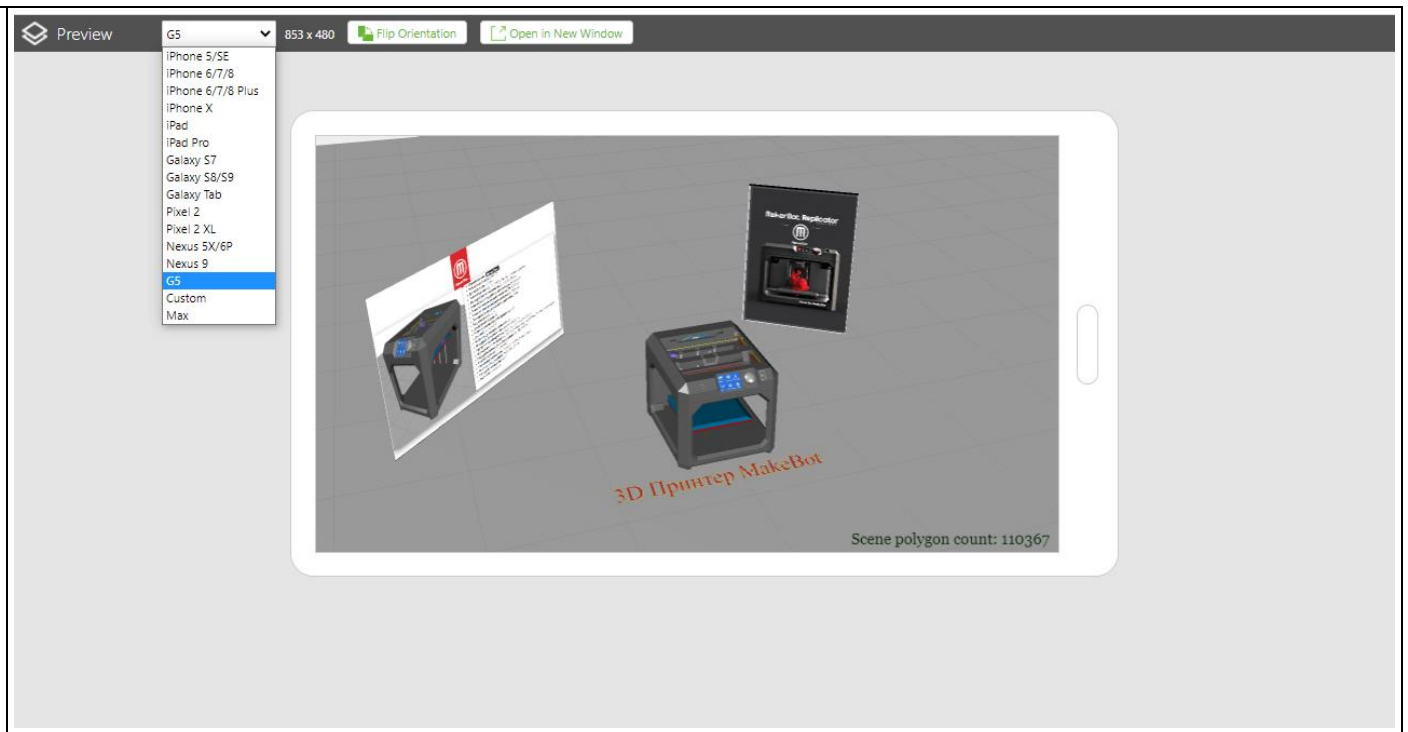 Preview
G5
853 x 480
Flip Orientation
Open in New Window
iPhone 5/SE
iPhone 6/7/8
iPhone 6/7/8 Plus
iPhone X
iPad
iPad Pro
Galaxy S7
Galaxy S8/S9
Galaxy Tab
Pixel 2
Pixel 2 XL
Nexus 5X/6P
Nexus 9
G5
Custom
Max
MakerBot Replicator
3D Принтер MakeBot
Scene polygon count: 110367